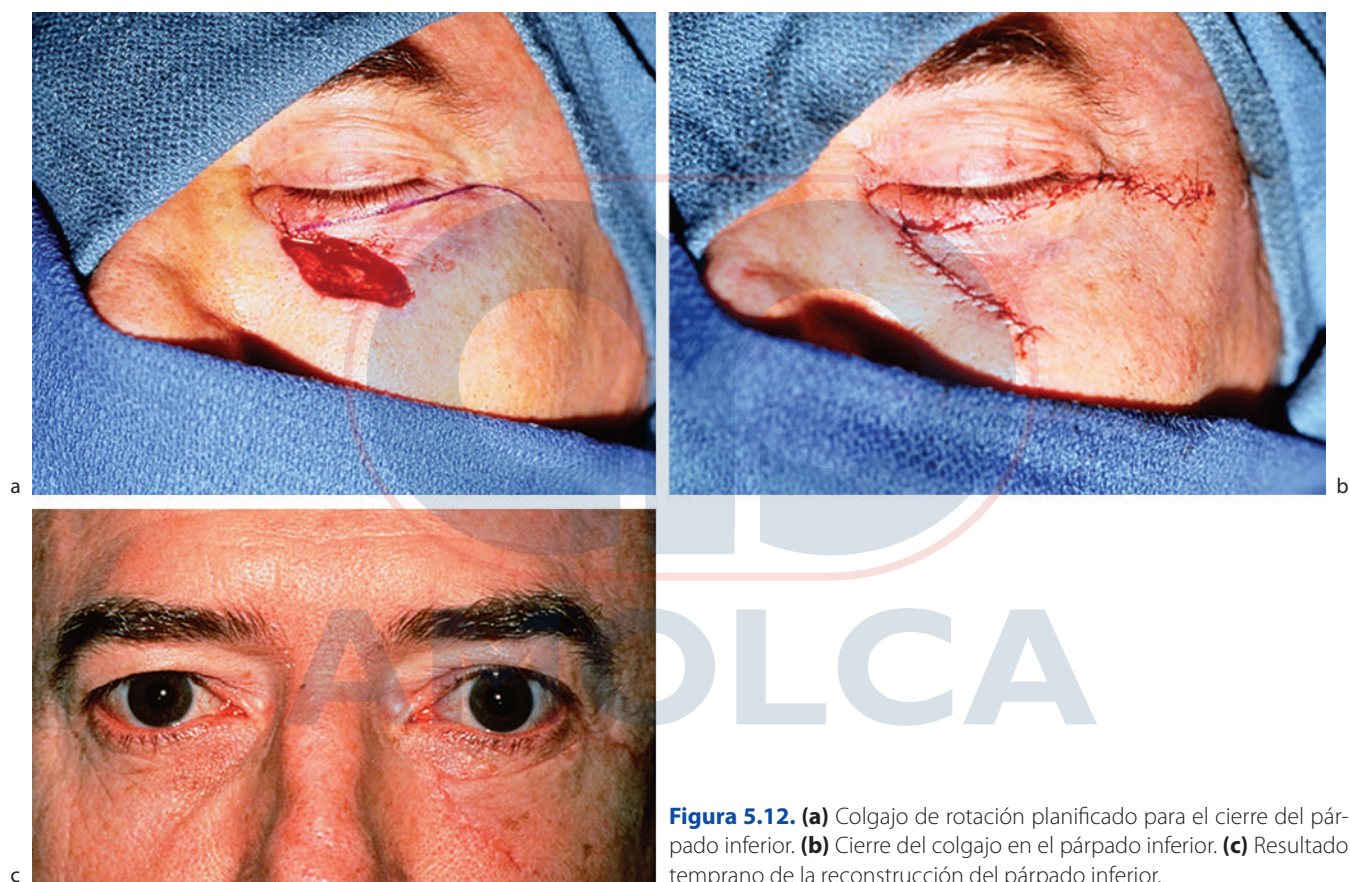 a
b
c
AMOLCA
Figura 5.12. (a) Colgajo de rotación planificado para el cierre del pár-
pado inferior. (b) Cierre del colgajo en el párpado inferior. (c) Resultado
temprano de la reconstrucción del párpado inferior.